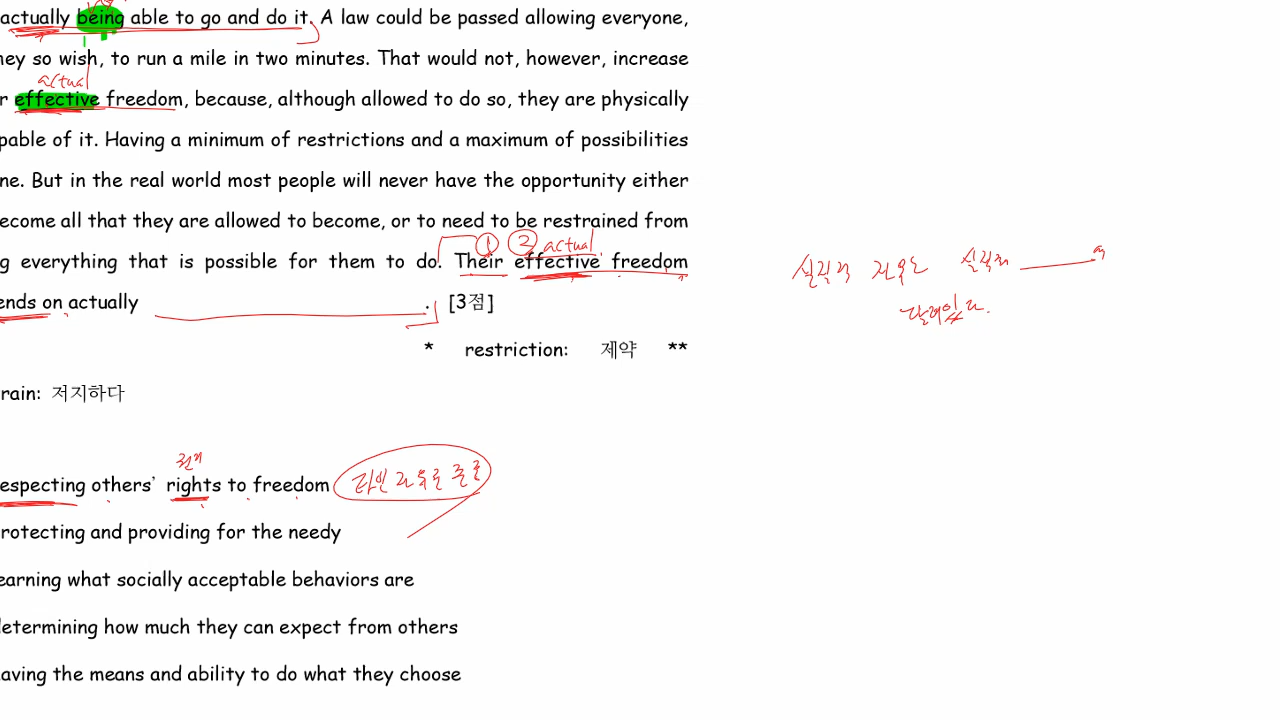 actually being able to go and do it. A law could be passed allowing everyone,
hey so wish, to run a mile in two minutes. That would not, however, increase
actual
r effective freedom, because, although allowed to do so, they are physically
pable of it. Having a minimum of restrictions and a maximum of possibilities
ne. But in the real world most people will never have the opportunity either
ecome all that they are allowed to become, or to need to be restrained from
① ② actual
g everything that is possible for them to do. Their effective freedom
실질적 자유는 실질적 적
ends on actually . [3점]
달려있다.
* restriction: 제약 **
rain: 저지하다
권리
especting others' rights to freedom 타인 자유를 존중
rotecting and providing for the needy
earning what socially acceptable behaviors are
etermining how much they can expect from others
aving the means and ability to do what they choose